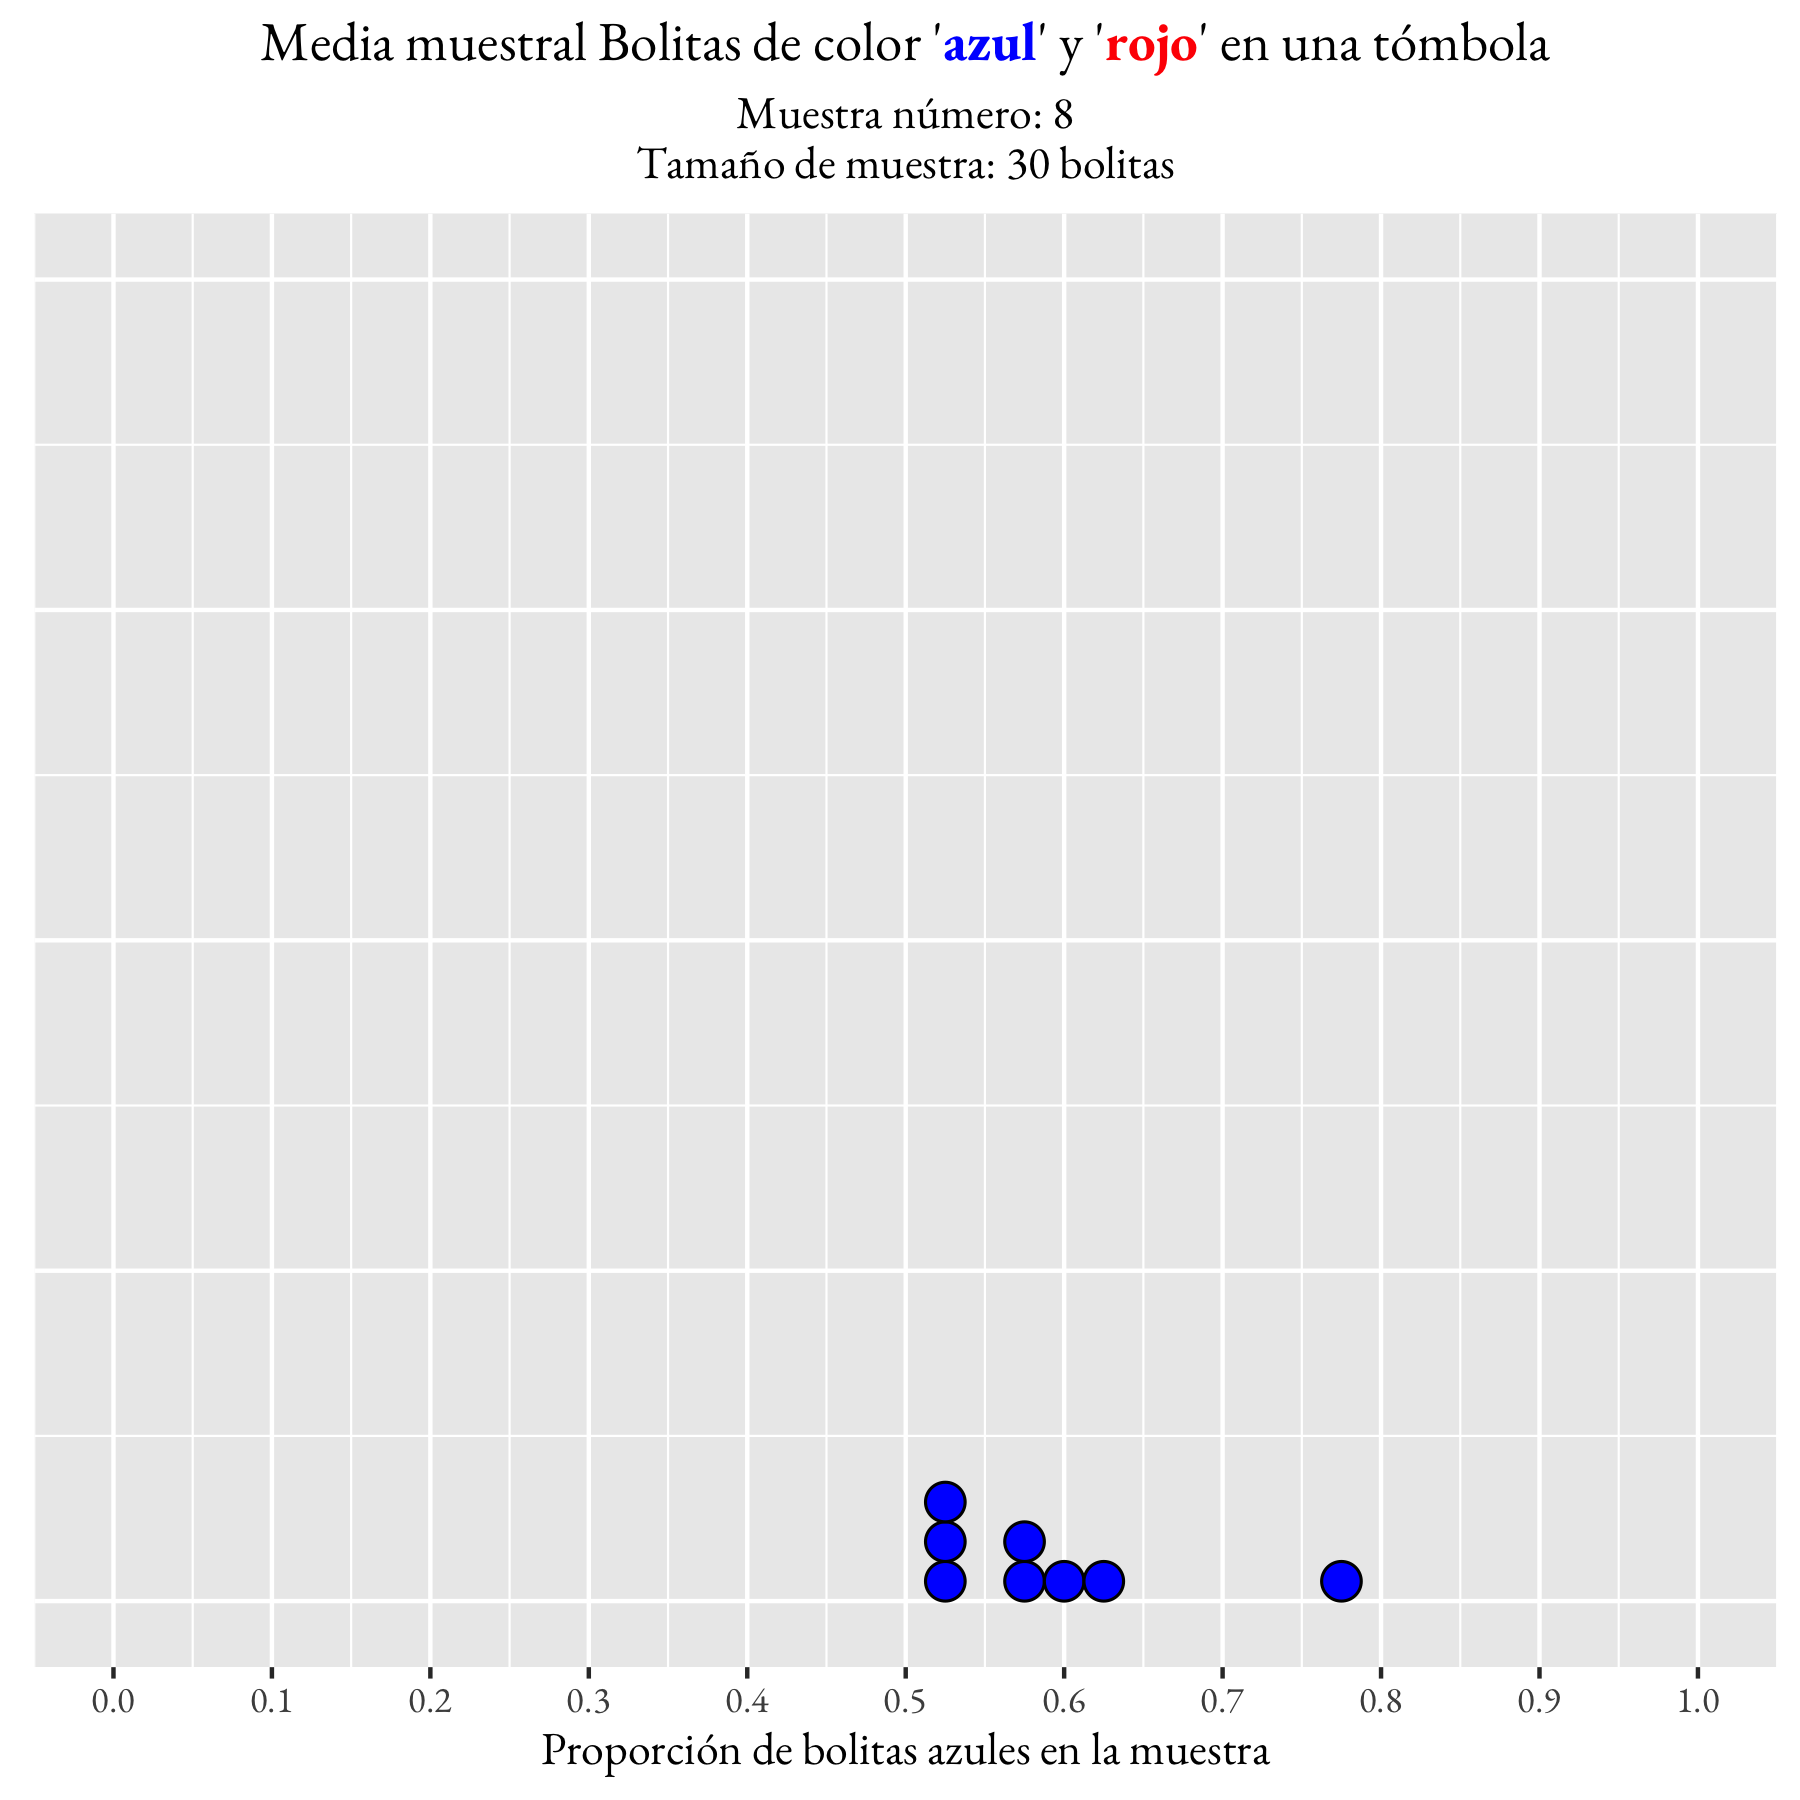 Media muestral Bolitas de color 'azul' y 'rojo' en una tómbola
Muestra número: 8
Tamaño de muestra: 30 bolitas
0.0 0.1 0.2 0.3 0.4 0.5 0.6 0.7 0.8 0.9 1.0
Proporción de bolitas azules en la muestra